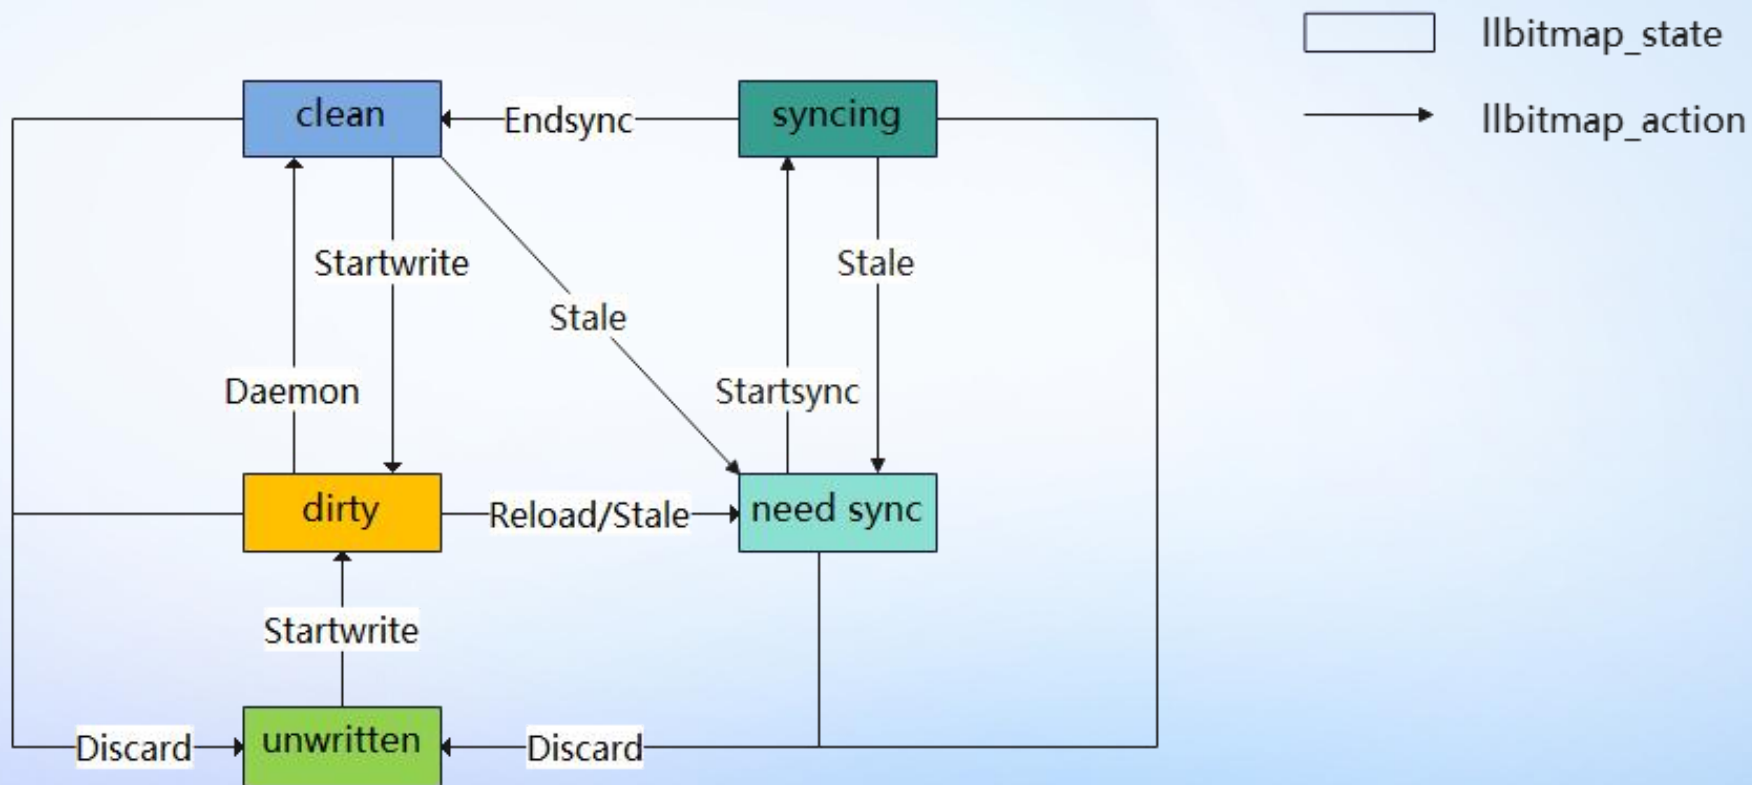 llbitmap_state
clean
Endsync
syncing
llbitmap_action
Startwrite
Stale
Stale
Daemon
Startsync
dirty
Reload/Stale
need sync
Startwrite
Discard
unwritten
Discard